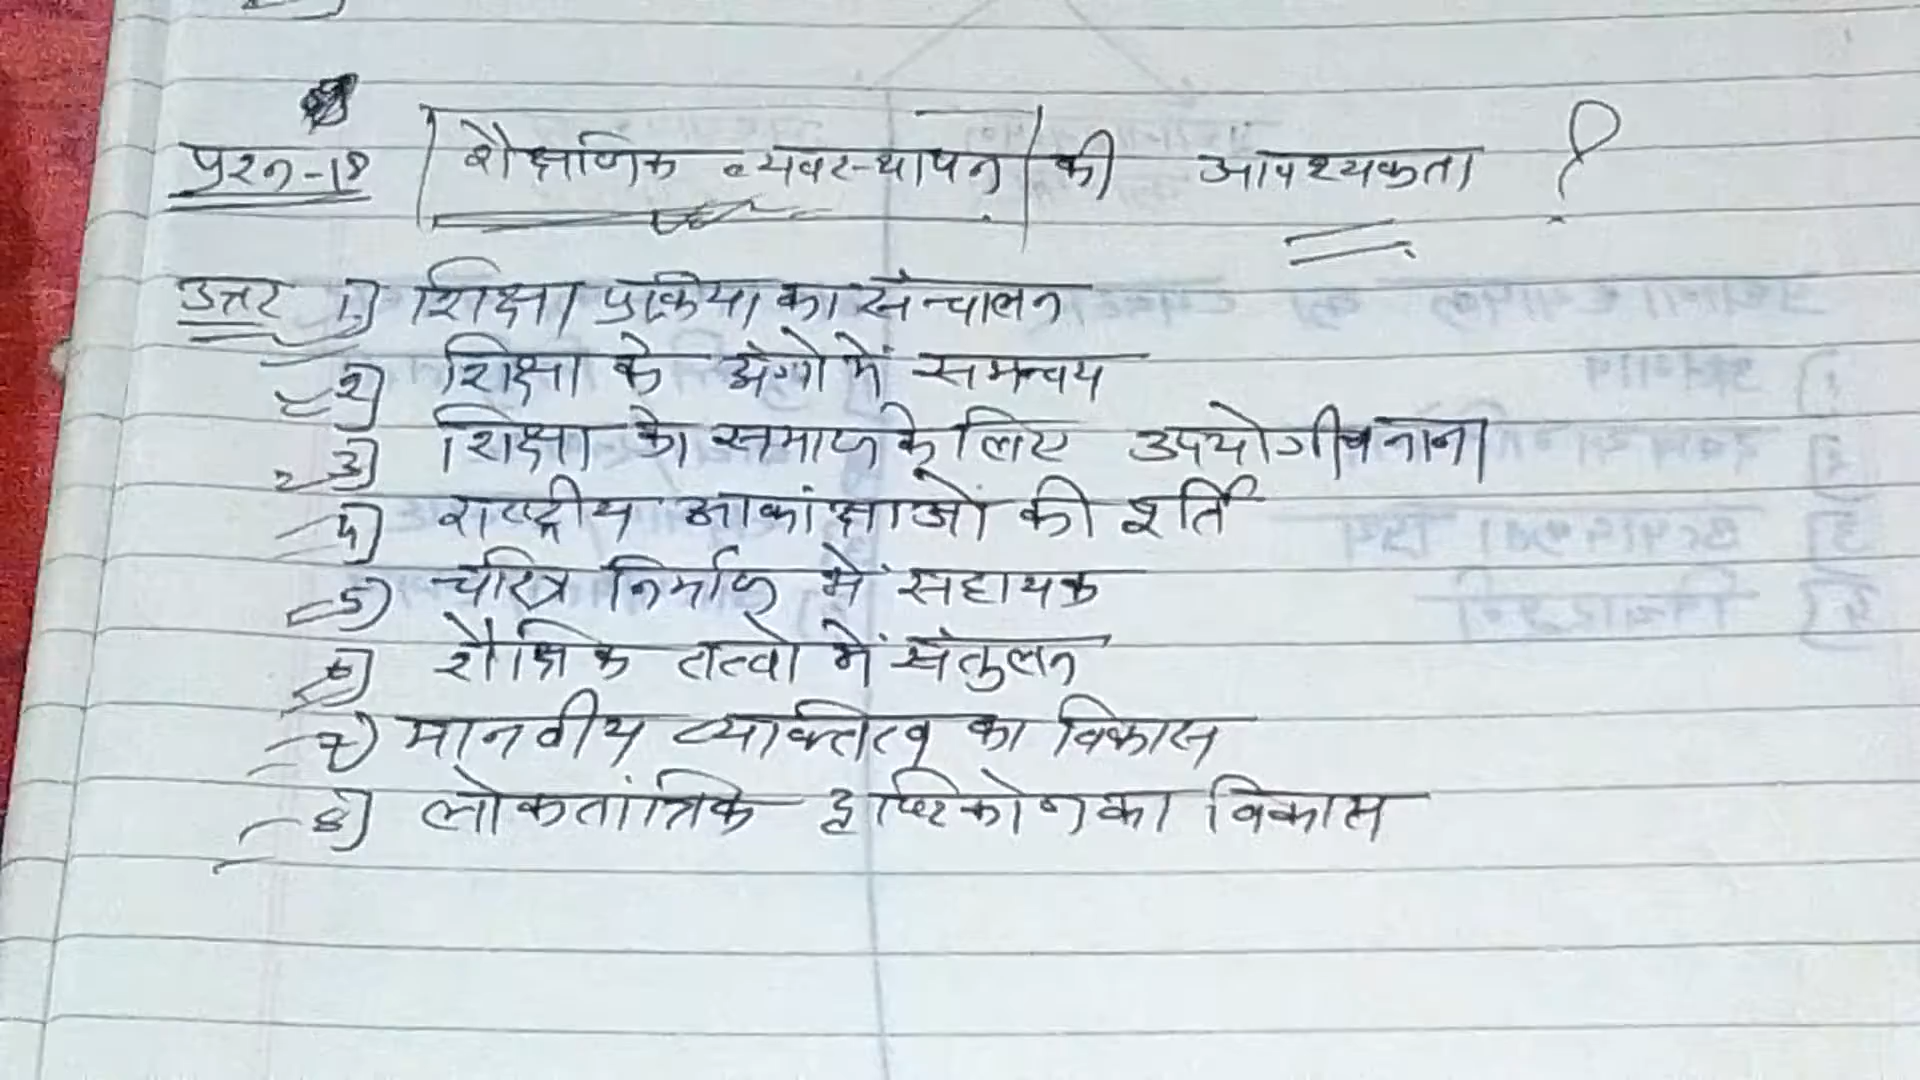 प्रश्न-18 शैक्षणिक व्यवस्थापन की आवश्यकता ?
उत्तर 1) शिक्षा प्रक्रिया का संचालन
2) शिक्षा के अंगो में समन्वय
3) शिक्षा को समाज के लिए उपयोगी बनाना
4) राष्ट्रीय आकांक्षाओं की पूर्ति
5) चरित्र निर्माण में सहायक
6) शैक्षिक तत्वो में संतुलन
7) मानवीय व्यक्तित्व का विकास
8) लोकतांत्रिक दृष्टिकोण का विकास